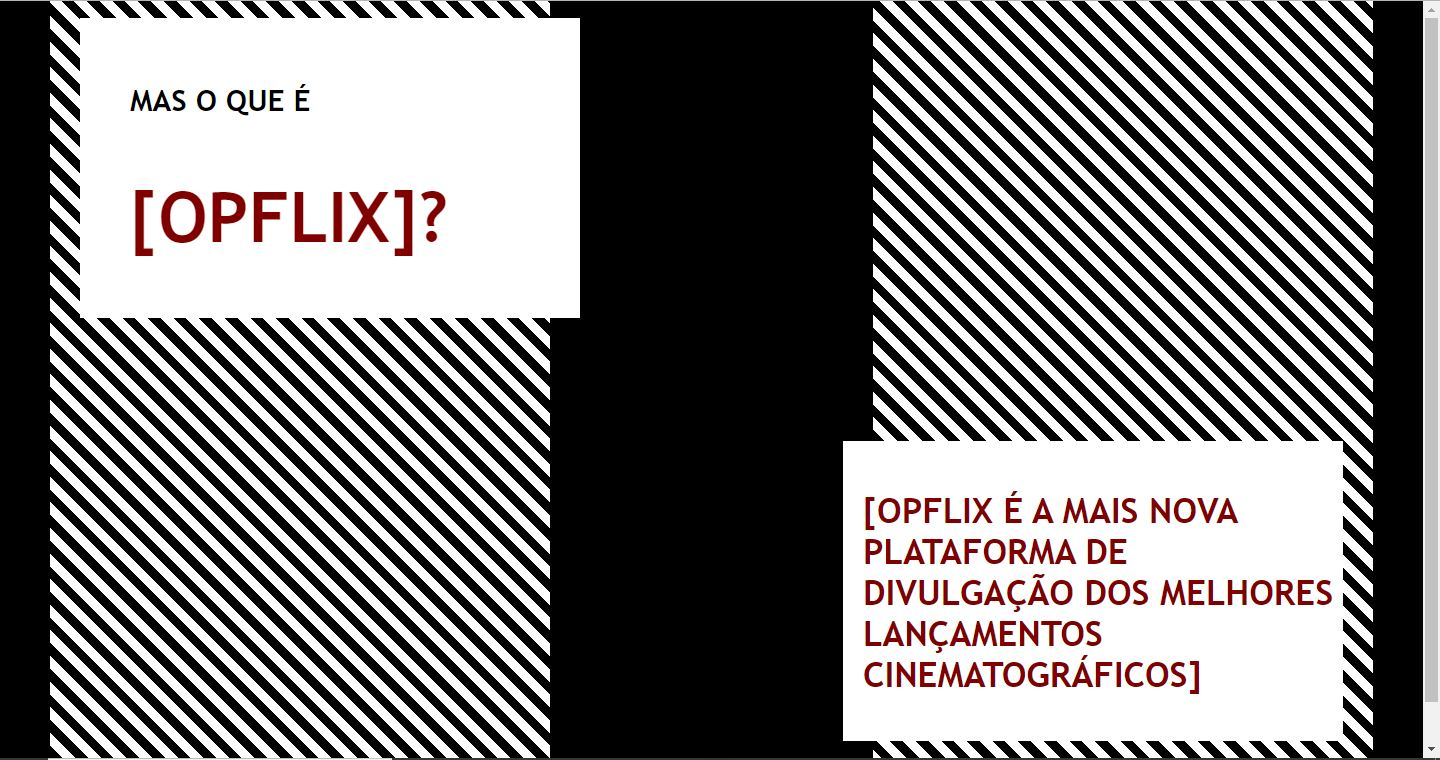 MAS O QUE É
[OPFLIX]?
[OPFLIX É A MAIS NOVA
PLATAFORMA DE
DIVULGAÇÃO DOS MELHORES
LANÇAMENTOS
CINEMATOGRÁFICOS]